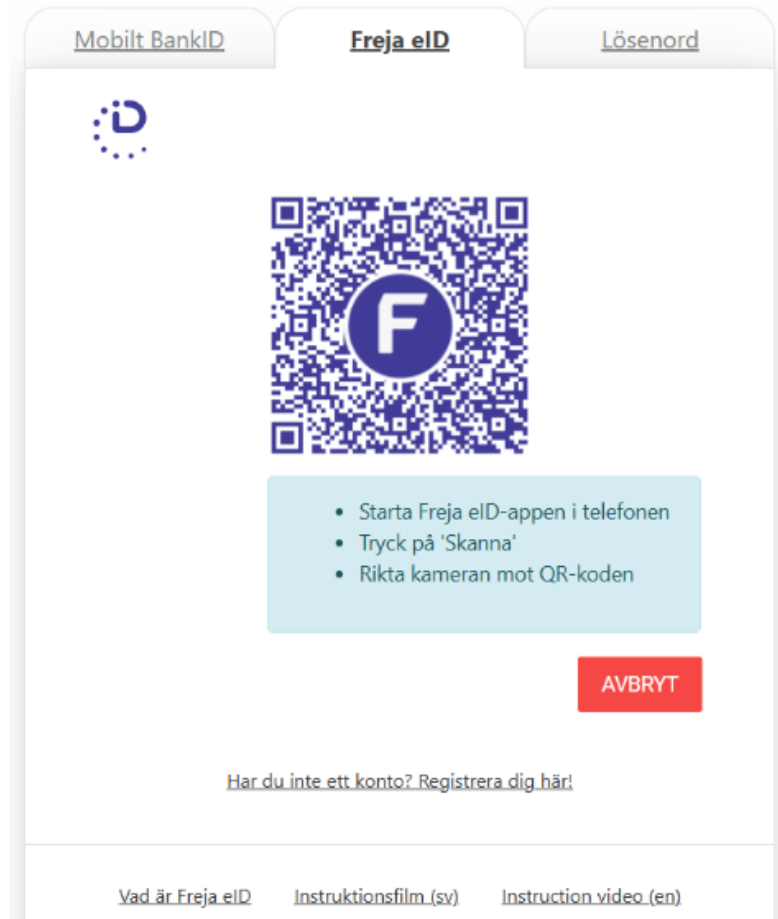 Mobilt BankID
Freja eID
Lösenord
iD
F
Starta Freja eID-appen i telefonen
Tryck på 'Skanna'
Rikta kameran mot QR-koden
AVBRYT
Har du inte ett konto? Registrera dig här!
Vad är Freja eID
Instruktionsfilm (sv)
Instruction video (en)